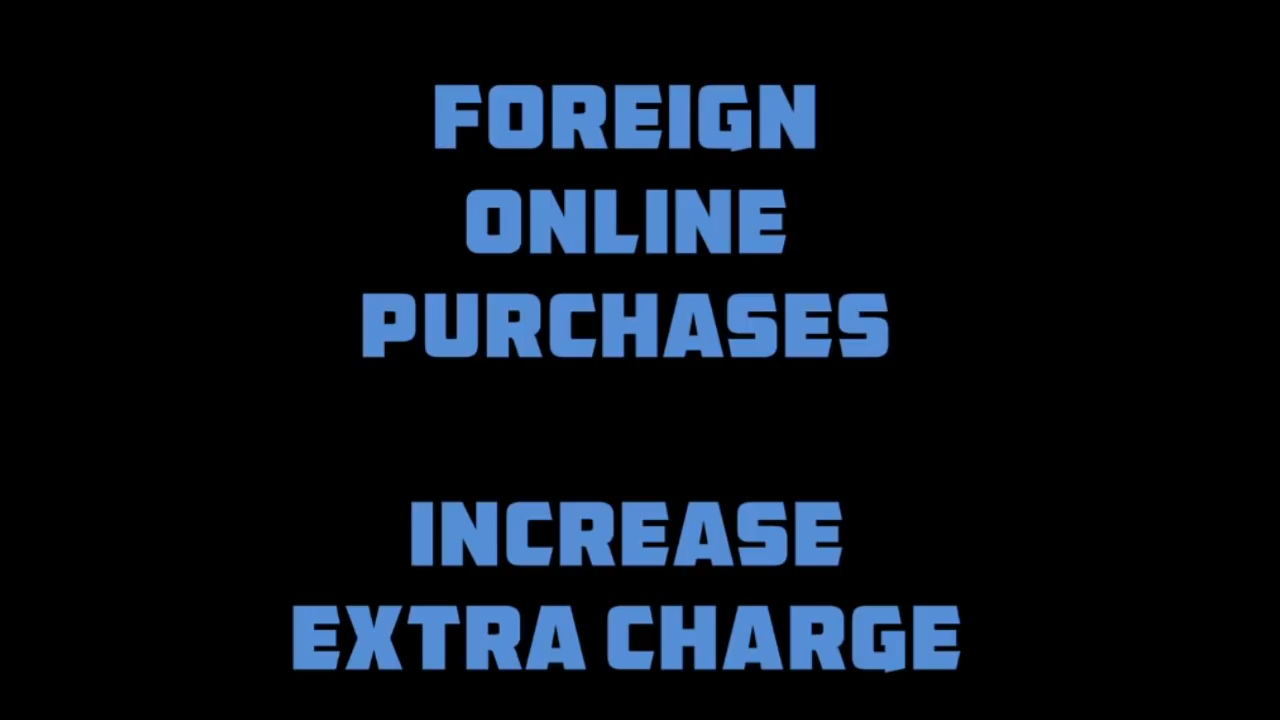 FOREIGN
ONLINE
PURCHASES
INCREASE
EXTRA CHARGE